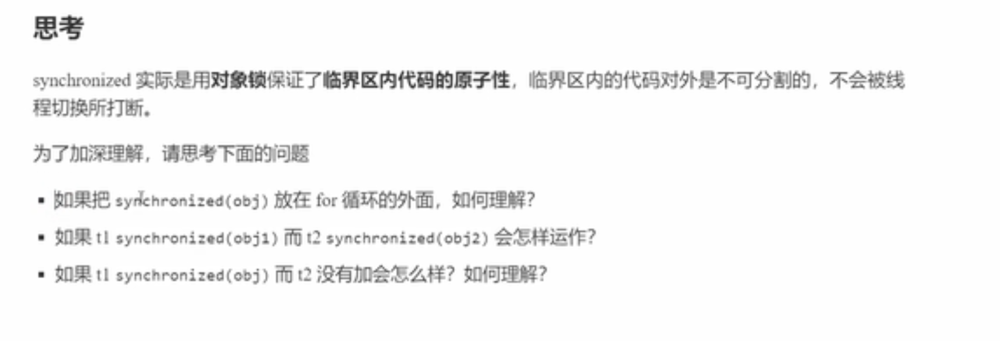 思考
synchronized 实际是用对象锁保证了临界区内代码的原子性，临界区内的代码对外是不可分割的，不会被线
程切换所打断。
为了加深理解，请思考下面的问题
▪ 如果把 synchronized(obj) 放在 for 循环的外面，如何理解？
▪ 如果 t1 synchronized(obj1) 而 t2 synchronized(obj2) 会怎样运作？
▪ 如果 t1 synchronized(obj) 而 t2 没有加会怎么样？如何理解？